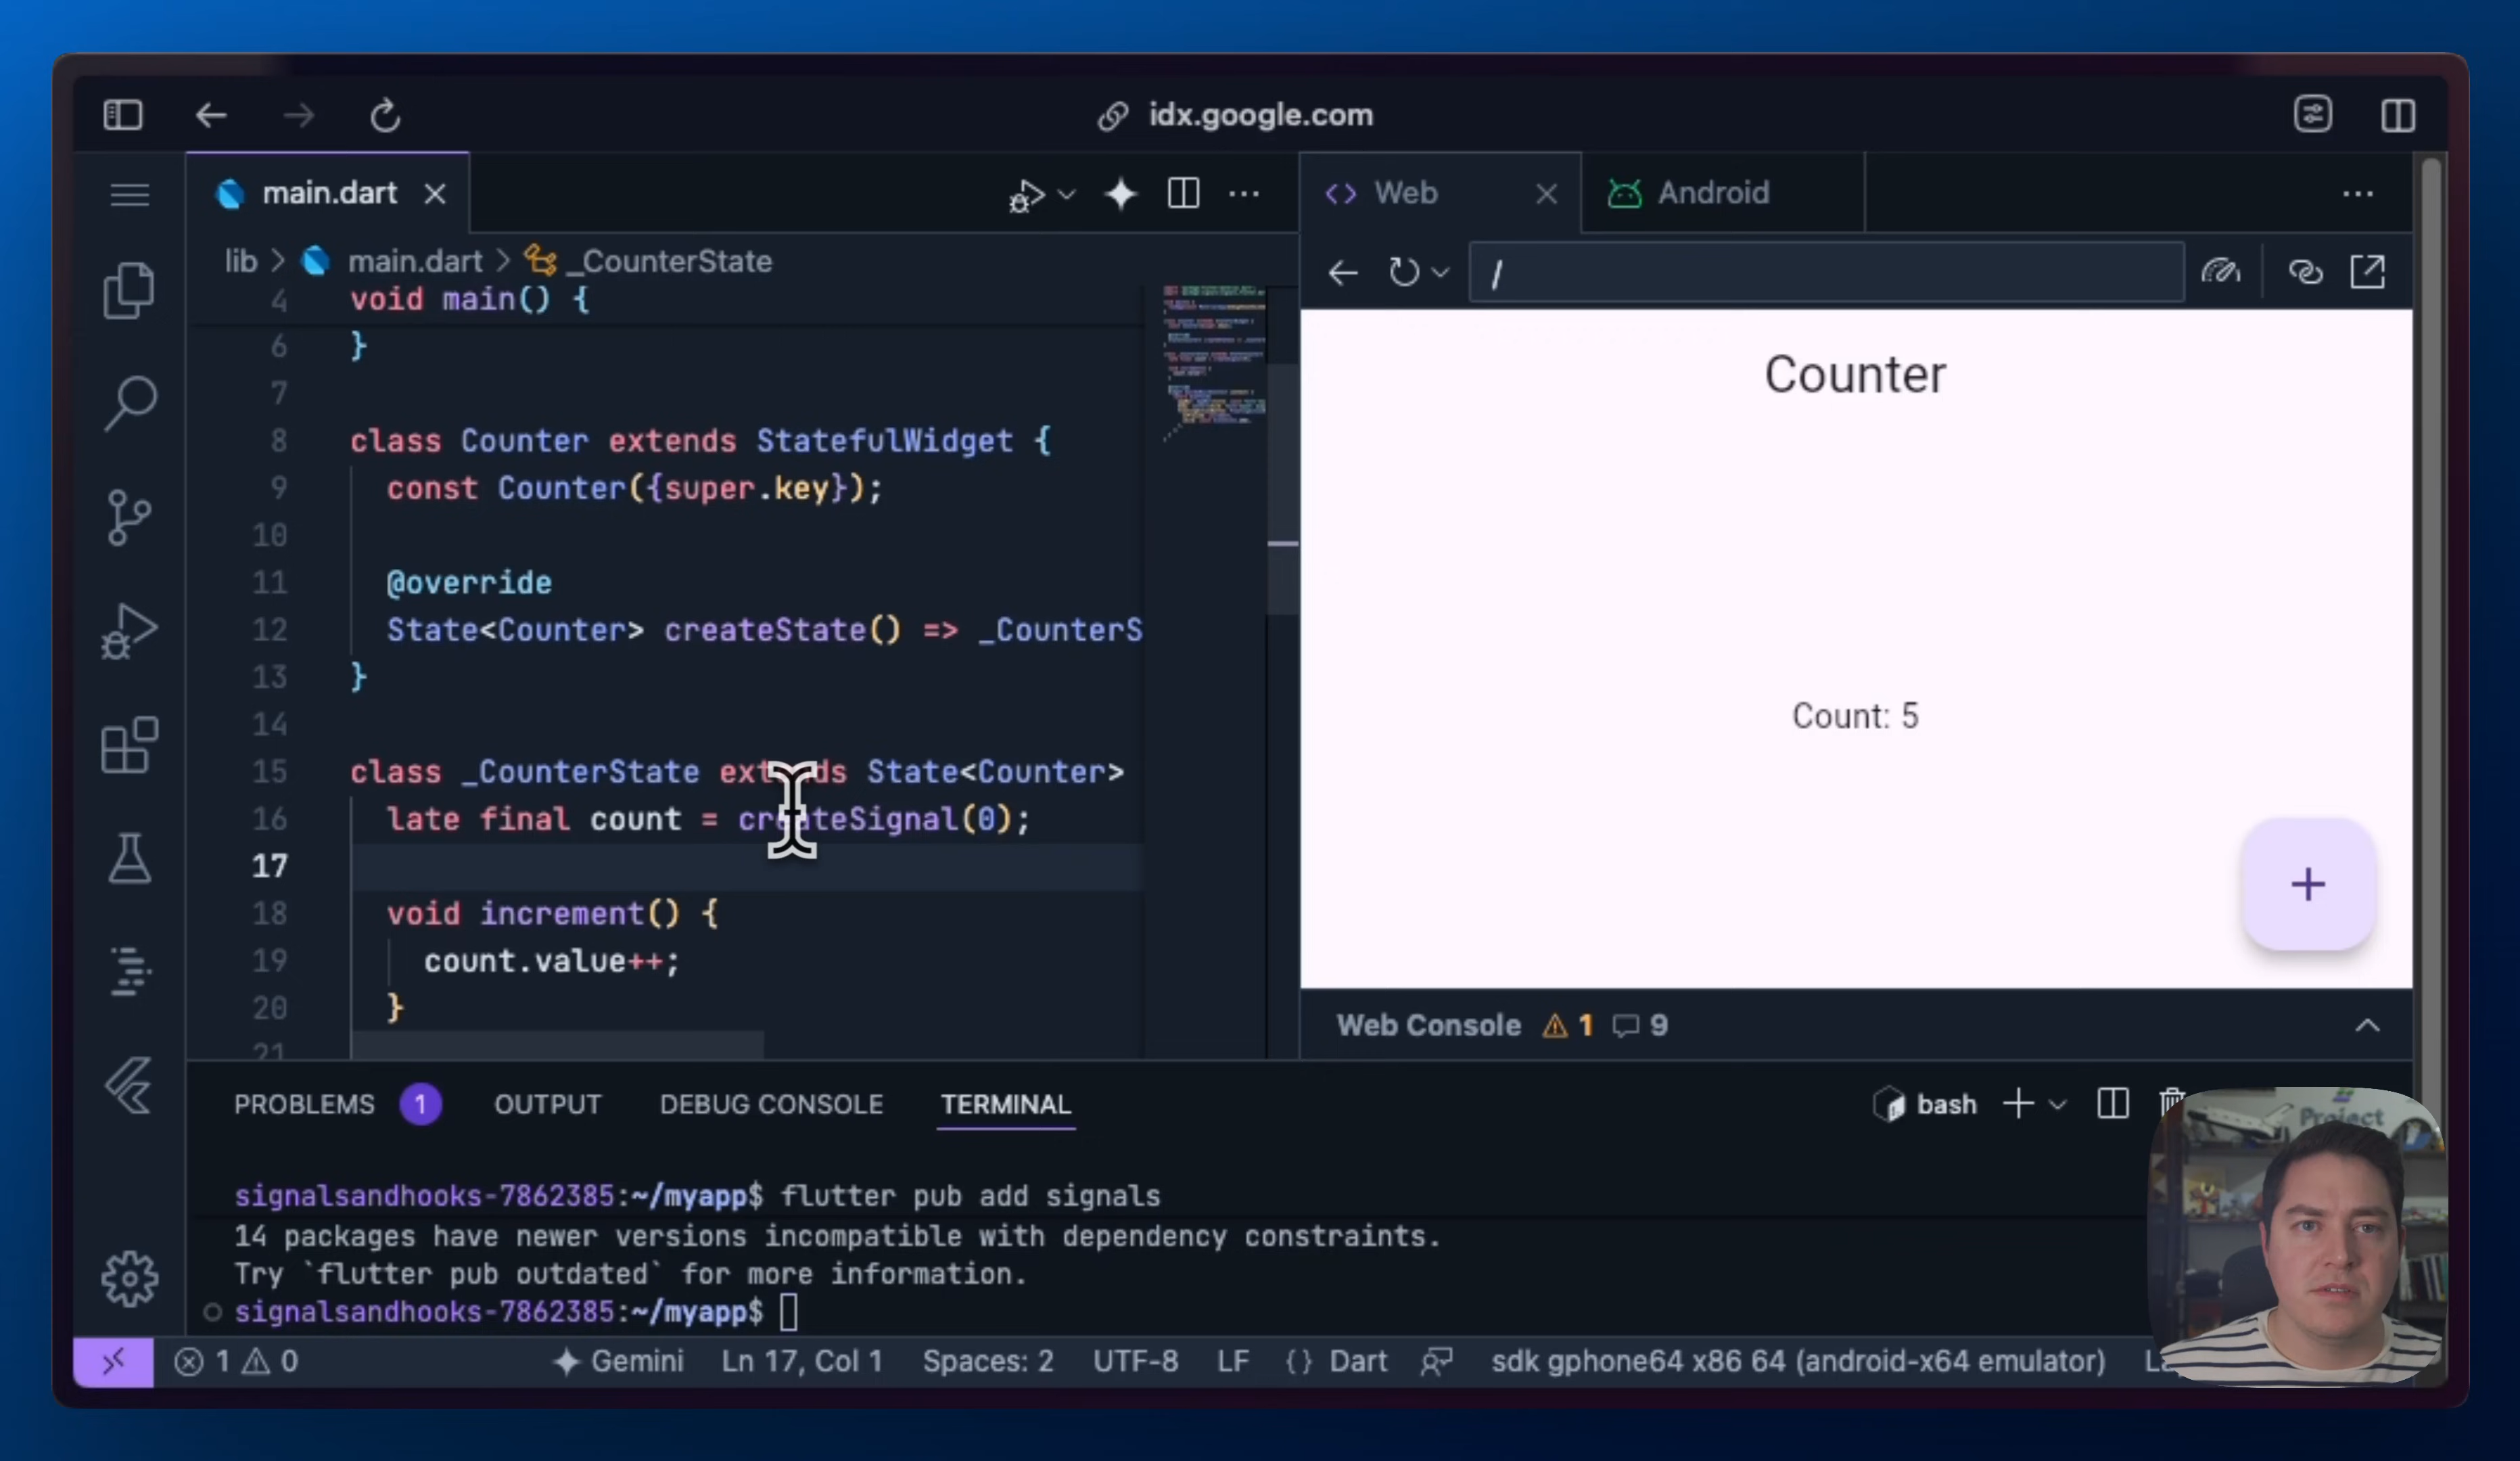 idx.google.com
main.dart
Web
Android
lib > main.dart > _CounterState
/
4 void main() {
6 }
7
8 class Counter extends StatefulWidget {
9 const Counter({super.key});
10
11 @override
12 State<Counter> createState() => _CounterS
13 }
14
15 class _CounterState extends State<Counter>
16 late final count = createSignal(0);
17
18 void increment() {
19 count.value++;
20 }
21
Counter
Count: 5
+
Web Console 1 9
PROBLEMS 1 OUTPUT DEBUG CONSOLE TERMINAL
bash
signalsandhooks-7862385:~/myapp$ flutter pub add signals
14 packages have newer versions incompatible with dependency constraints.
Try `flutter pub outdated` for more information.
signalsandhooks-7862385:~/myapp$
Project
1 0 Gemini Ln 17, Col 1 Spaces: 2 UTF-8 LF {} Dart sdk gphone64 x86 64 (android-x64 emulator)